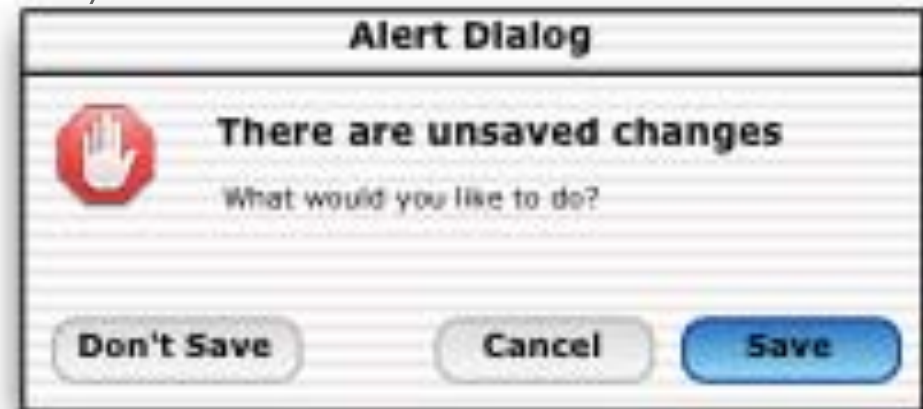 Alert Dialog
There are unsaved changes
What would you like to do?
Don't Save
Cancel
Save